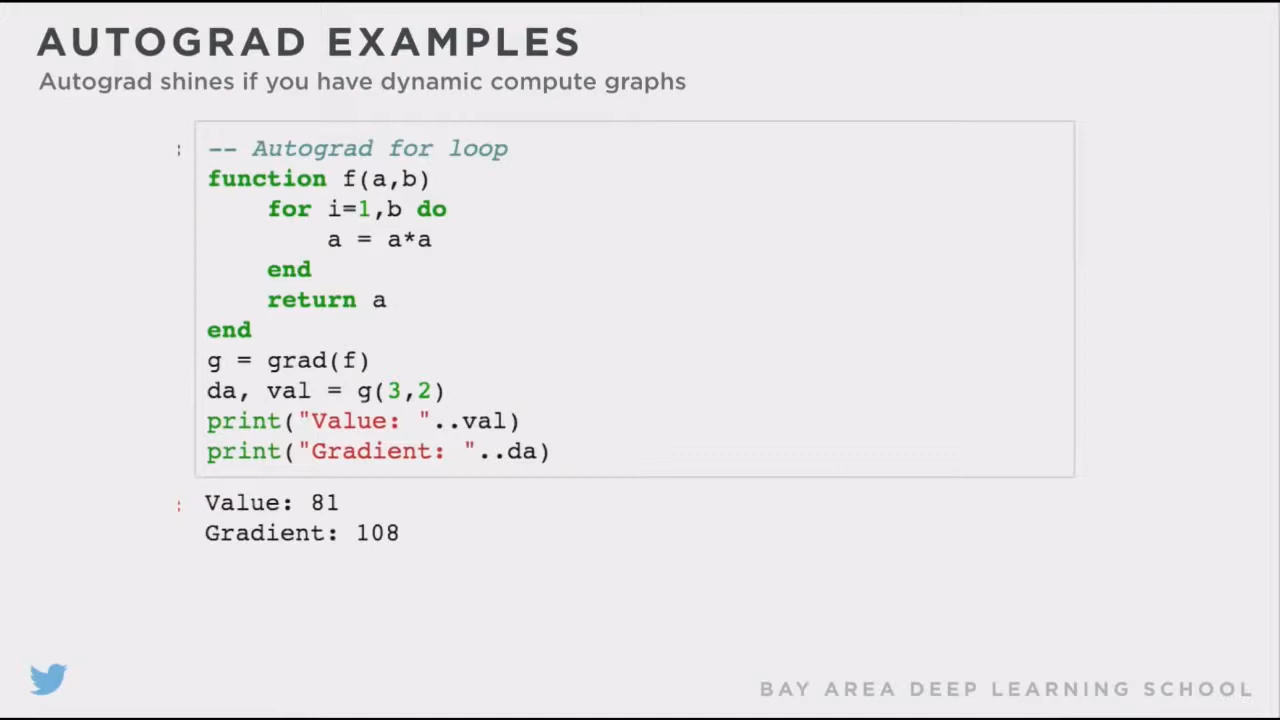 AUTOGRAD EXAMPLES
Autograd shines if you have dynamic compute graphs
: -- Autograd for loop
function f(a,b)
    for i=1,b do
        a = a*a
    end
    return a
end
g = grad(f)
da, val = g(3,2)
print("Value: "..val)
print("Gradient: "..da)
: Value: 81
Gradient: 108
BAY AREA DEEP LEARNING SCHOOL